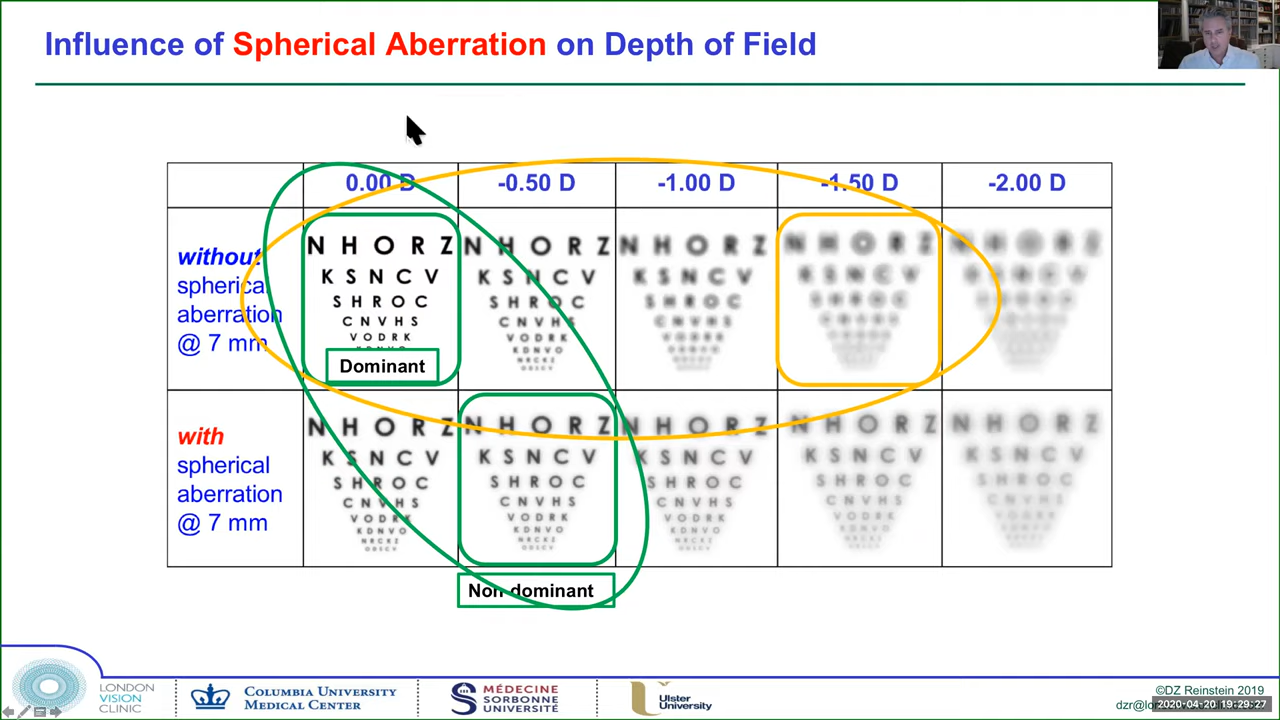 Influence of Spherical Aberration on Depth of Field
0.00 D
-0.50 D
-1.00 D
-1.50 D
-2.00 D
without
spherical
aberration
@ 7 mm
N H O R Z
K S N C V
S H R O C
C N V H S
V O D R K
K D N V O
Dominant
N H O R Z
K S N C V
S H R O C
C N V H S
V O D R K
K D N V O
N R C K Z
O D S C V
N H O R Z
K S N C V
S H R O C
C N V H S
N H O R Z
K S N C V
with
spherical
aberration
@ 7 mm
N H O R Z
K S N C V
S H R O C
C N V H S
V O D R K
K D N V O
N R C K Z
O D S C V
N H O R Z
K S N C V
S H R O C
C N V H S
V O D R K
K D N V O
N R C K Z
O D S C V
N H O R Z
K S N C V
S H R O C
C N V H S
V O D R K
K D N V O
N H O R Z
K S N C V
S H R O C
C N V H S
V O D R K
N H O R Z
K S N C V
S H R O C
Non-dominant
LONDON
VISION
CLINIC
COLUMBIA UNIVERSITY
MEDICAL CENTER
MÉDECINE
SORBONNE
UNIVERSITÉ
Ulster
University
©DZ Reinstein 2019
2020-04-20 19:29:27